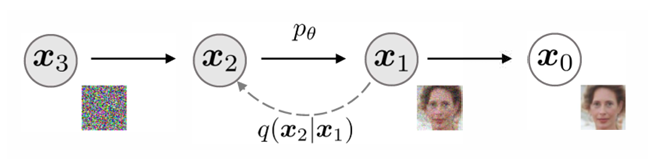 x₃ x₂ pθ x₁ x₀
q(x₂|x₁)